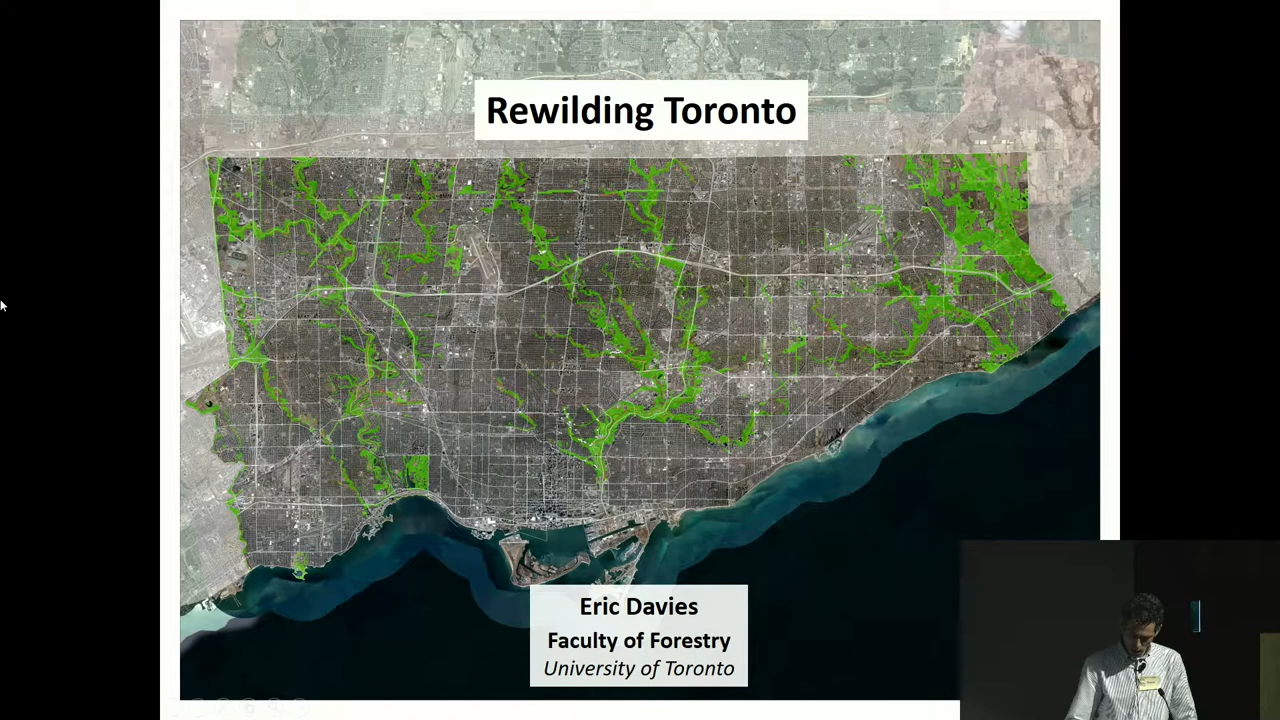 Rewilding Toronto
Eric Davies
Faculty of Forestry
University of Toronto